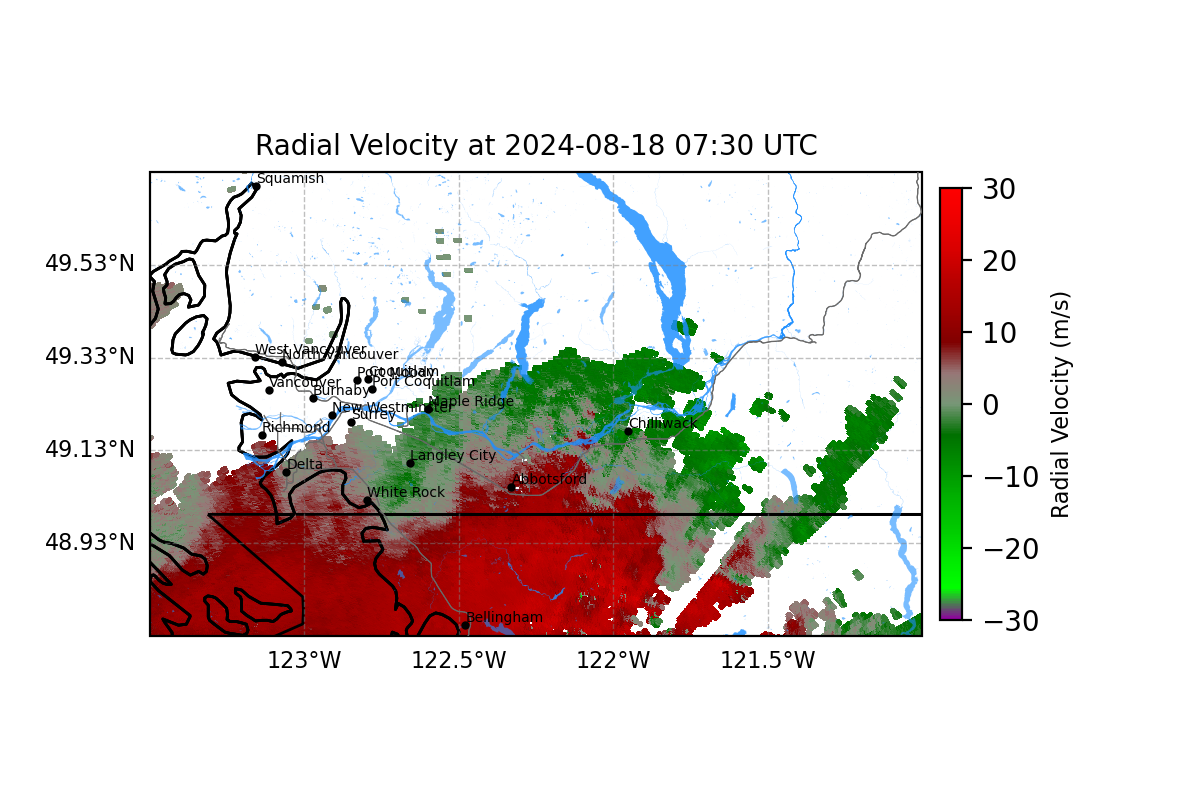 Radial Velocity at 2024-08-18 07:30 UTC
Squamish
49.53°N
49.33°N
49.13°N
48.93°N
West Vancouver
North Vancouver
Port Moody
Coquitlam
Port Coquitlam
Vancouver
Burnaby
Maple Ridge
New Westminster
Surrey
Richmond
Chilliwack
Langley City
Delta
Abbotsford
White Rock
Bellingham
123°W
122.5°W
122°W
121.5°W
30
20
10
0
−10
−20
−30
Radial Velocity (m/s)